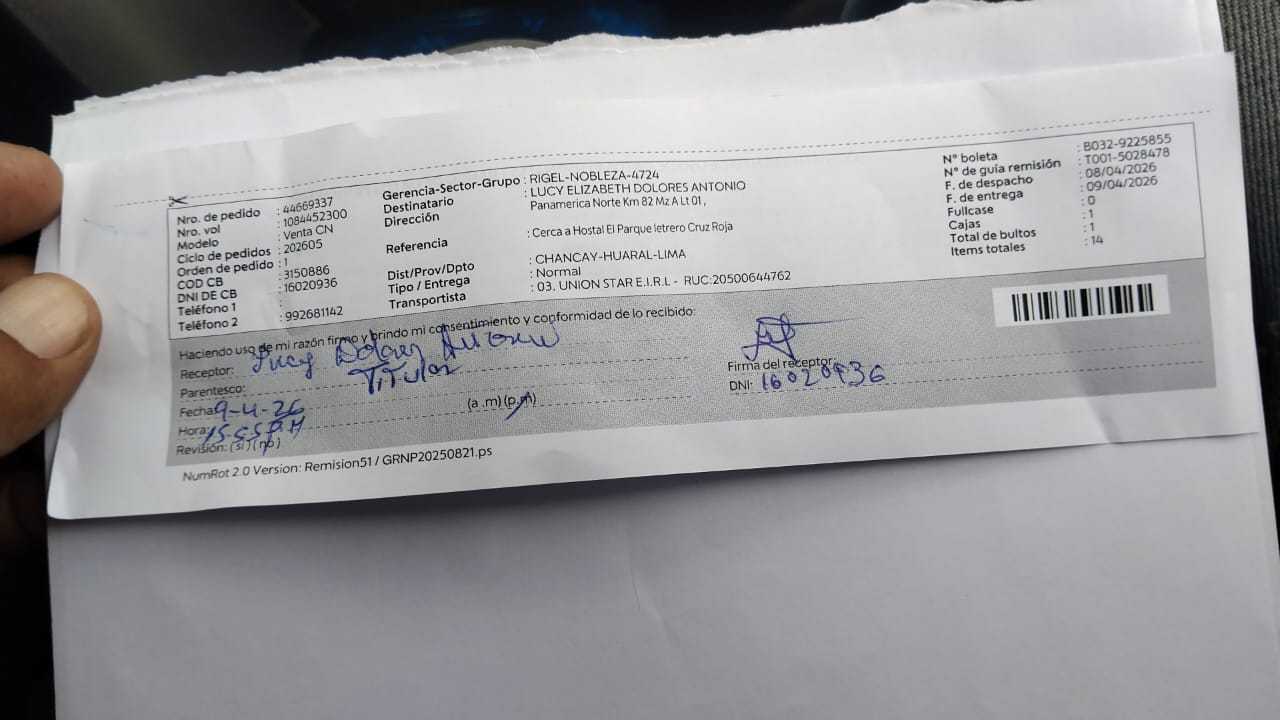 Nro. de pedido : 44669337
Nro. vol : 1084452300
Modelo : Venta CN
Ciclo de pedidos : 202605
Orden de pedido : 1
COD CB : 3150886
DNI DE CB : 16020936
Teléfono 1 :
Teléfono 2 : 992681142
Gerencia-Sector-Grupo : RIGEL-NOBLEZA-4724
Destinatario : LUCY ELIZABETH DOLORES ANTONIO
Dirección Panamerica Norte Km 82 Mz A Lt 01 ,
Referencia : Cerca a Hostal El Parque letrero Cruz Roja
Dist/Prov/Dpto : CHANCAY-HUARAL-LIMA
Tipo / Entrega : Normal
Transportista : 03. UNION STAR E.I.R.L - RUC:20500644762
N° boleta : B032-9225855
N° de guía remisión : T001-5028478
F. de despacho : 08/04/2026
F. de entrega : 09/04/2026
Fullcase : 0
Cajas : 1
Total de bultos : 1
Items totales : 14
Haciendo uso de mi razón firmo y brindo mi consentimiento y conformidad de lo recibido:
Receptor: Lucy Dolores Antonio
Parentesco: Titular
Fecha: 9-4-26
Hora: (a .m) (p.m)
Revisión: (si) (no)
Firma del receptor:
DNI: 16020936
NumRot 2.0 Version: Remision51 / GRNP20250821.ps